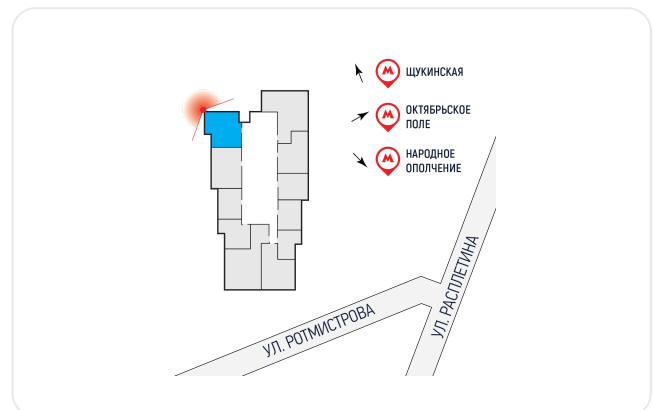 ЩУКИНСКАЯ
ОКТЯБРЬСКОЕ
ПОЛЕ
НАРОДНОЕ
ОПОЛЧЕНИЕ
УЛ. РАСПЛЕТИНА
УЛ. РОТМИСТРОВА